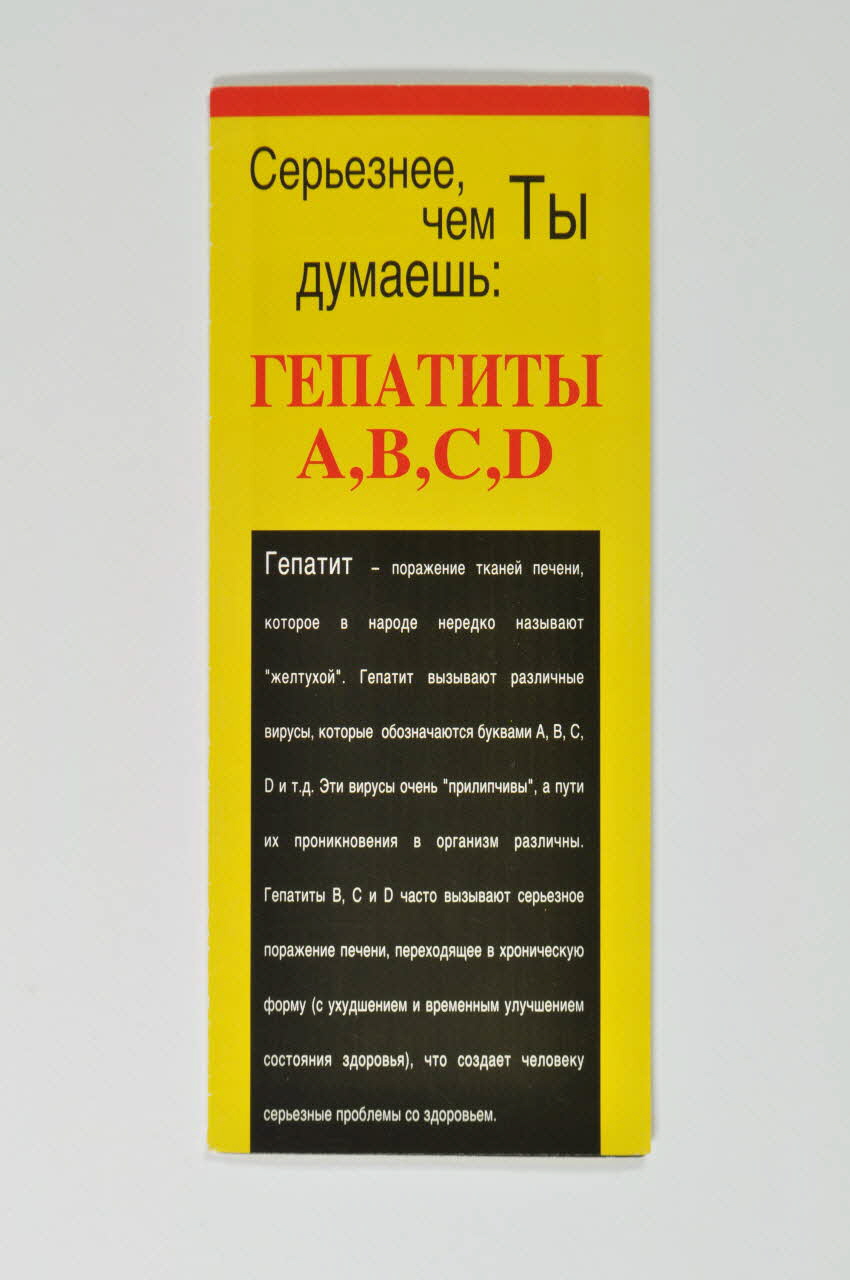 Серьезнее,
чем Ты
думаешь:
ГЕПАТИТЫ
A,B,C,D
Гепатит – поражение тканей печени,
которое в народе нередко называют
"желтухой". Гепатит вызывают различные
вирусы, которые обозначаются буквами A, B, C,
D и т.д. Эти вирусы очень "прилипчивы", а пути
их проникновения в организм различны.
Гепатиты B, C и D часто вызывают серьезное
поражение печени, переходящее в хроническую
форму (с ухудшением и временным улучшением
состояния здоровья), что создает человеку
серьезные проблемы со здоровьем.